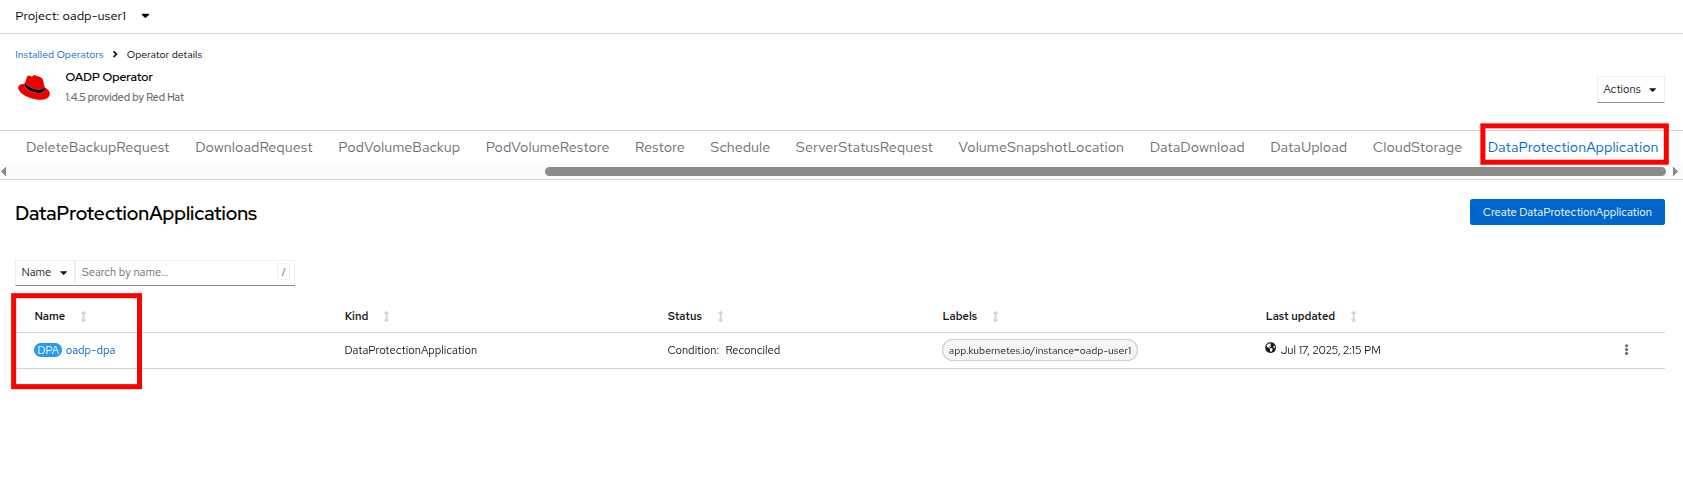 Project: oadp-user1
Installed Operators > Operator details
OADP Operator
1.4.5 provided by Red Hat
Actions
DeleteBackupRequest DownloadRequest PodVolumeBackup PodVolumeRestore Restore Schedule ServerStatusRequest VolumeSnapshotLocation DataDownload DataUpload CloudStorage DataProtectionApplication
DataProtectionApplications
Create DataProtectionApplication
Name Search by name... /
Name Kind Status Labels Last updated
DPA oadp-dpa DataProtectionApplication Condition: Reconciled app.kubernetes.io/instance=oadp-user1 Jul 17, 2025, 2:15 PM